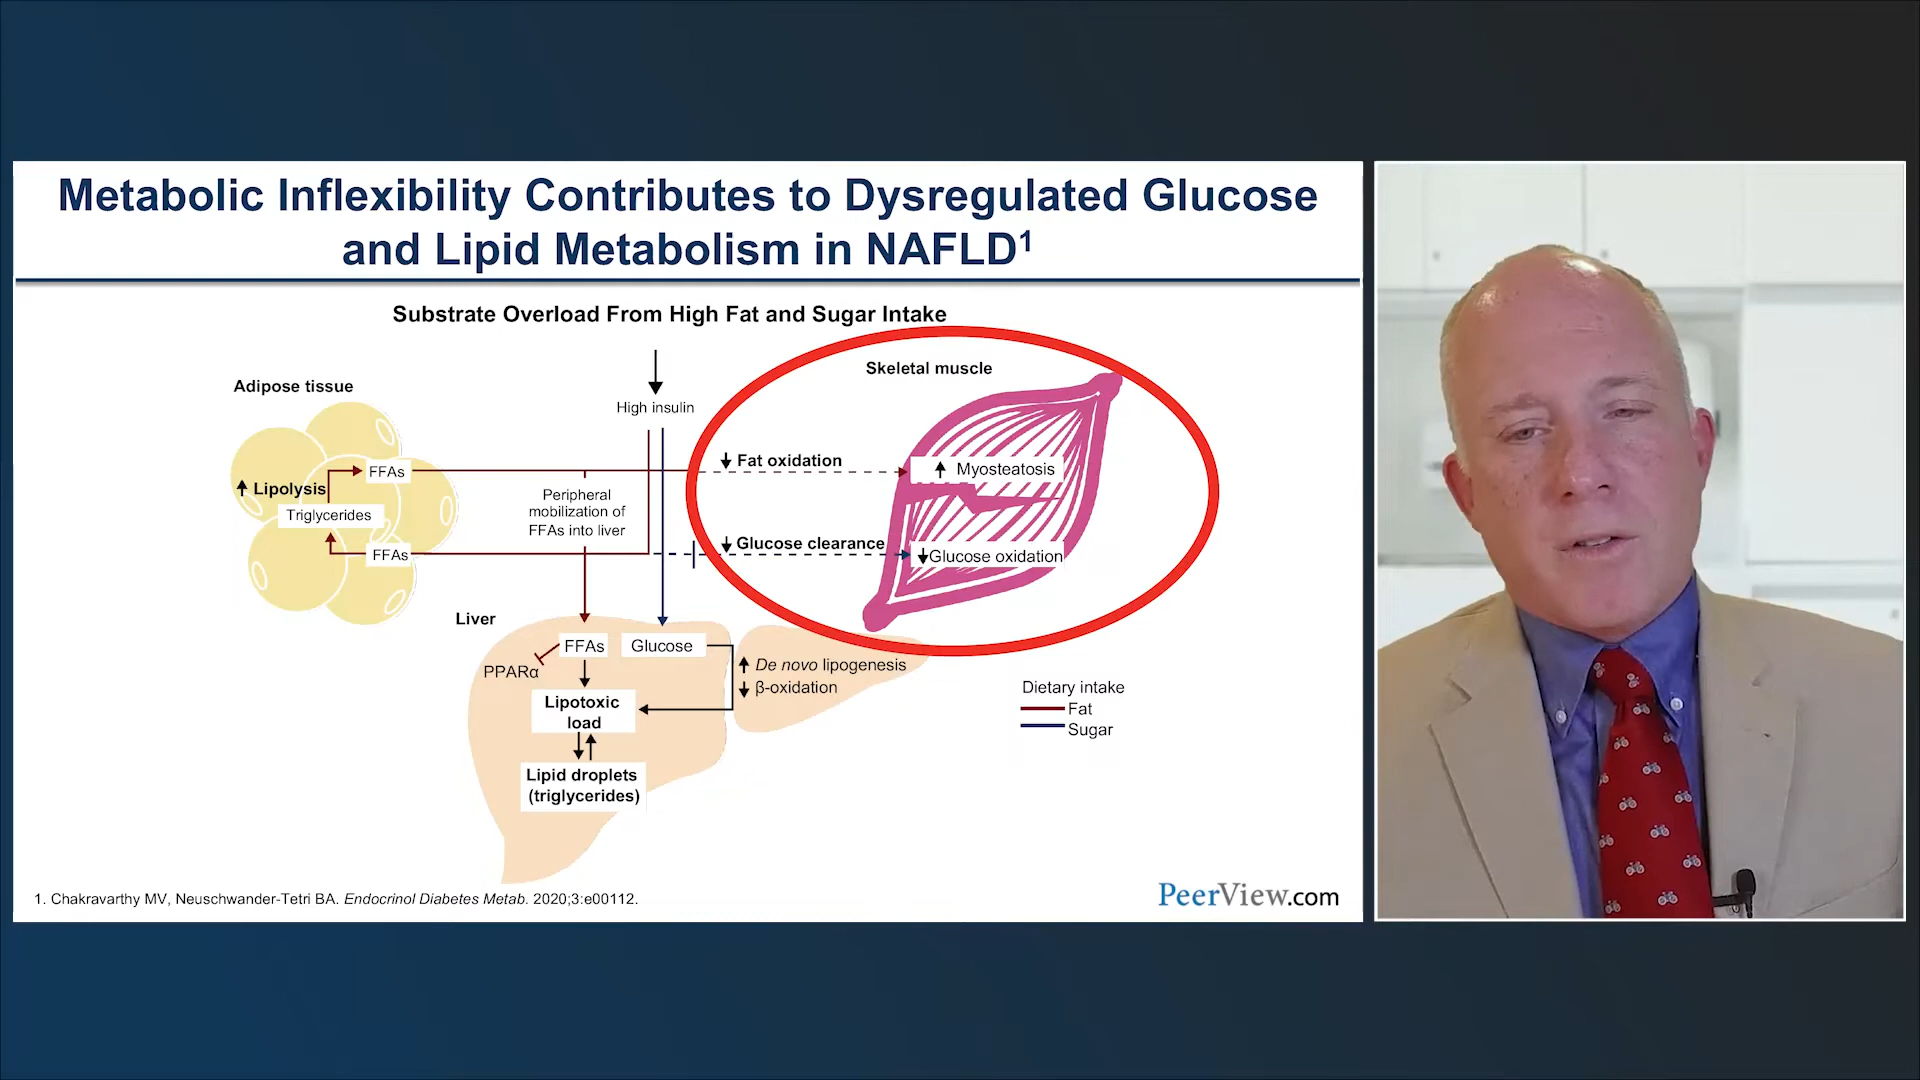 Metabolic Inflexibility Contributes to Dysregulated Glucose
and Lipid Metabolism in NAFLD¹
Substrate Overload From High Fat and Sugar Intake
Skeletal muscle
Adipose tissue
High insulin
↓ Fat oxidation
↑ Myosteatosis
FFAs
↑ Lipolysis
Triglycerides
FFAs
Peripheral
mobilization of
FFAs into liver
↓ Glucose clearance
↓Glucose oxidation
Liver
FFAs
Glucose
PPARα
↑ De novo lipogenesis
↓ β-oxidation
Lipotoxic
load
Lipid droplets
(triglycerides)
Dietary intake
Fat
Sugar
1. Chakravarthy MV, Neuschwander-Tetri BA. Endocrinol Diabetes Metab. 2020;3:e00112.
PeerView.com